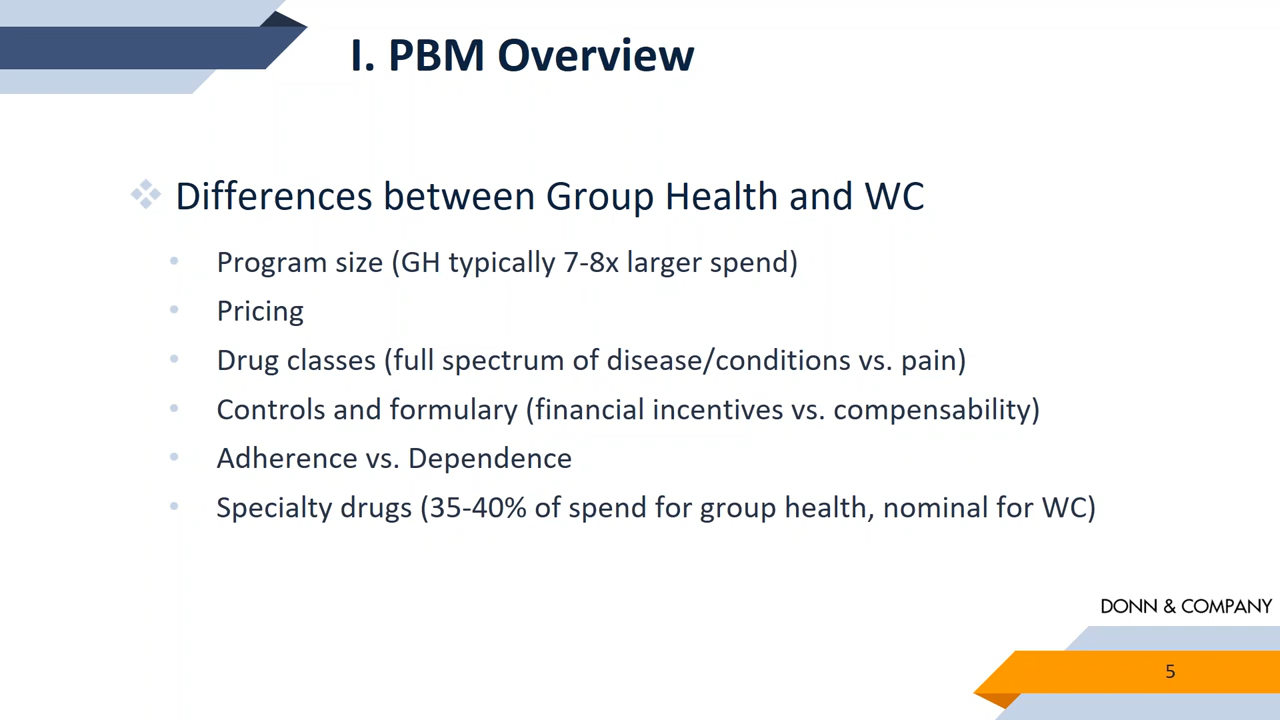 I. PBM Overview
Differences between Group Health and WC
Program size (GH typically 7-8x larger spend)
Pricing
Drug classes (full spectrum of disease/conditions vs. pain)
Controls and formulary (financial incentives vs. compensability)
Adherence vs. Dependence
Specialty drugs (35-40% of spend for group health, nominal for WC)
DONN & COMPANY
5